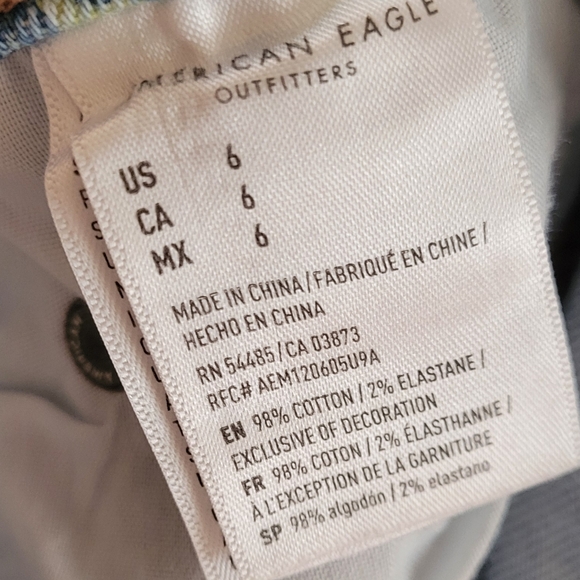 AMERICAN EAGLE
OUTFITTERS
US 6
CA 6
MX 6
MADE IN CHINA / FABRIQUÉ EN CHINE /
HECHO EN CHINA
RN 54485 / CA 03873
RFC# AEM120605U9A
EN 98% COTTON / 2% ELASTANE /
EXCLUSIVE OF DECORATION
FR 98% COTON / 2% ÉLASTHANNE /
À L'EXCEPTION DE LA GARNITURE
SP 98% algodón / 2% elastano